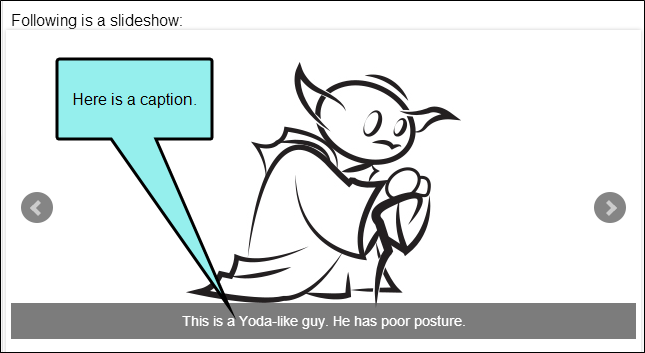 Following is a slideshow:
Here is a caption.
This is a Yoda-like guy. He has poor posture.